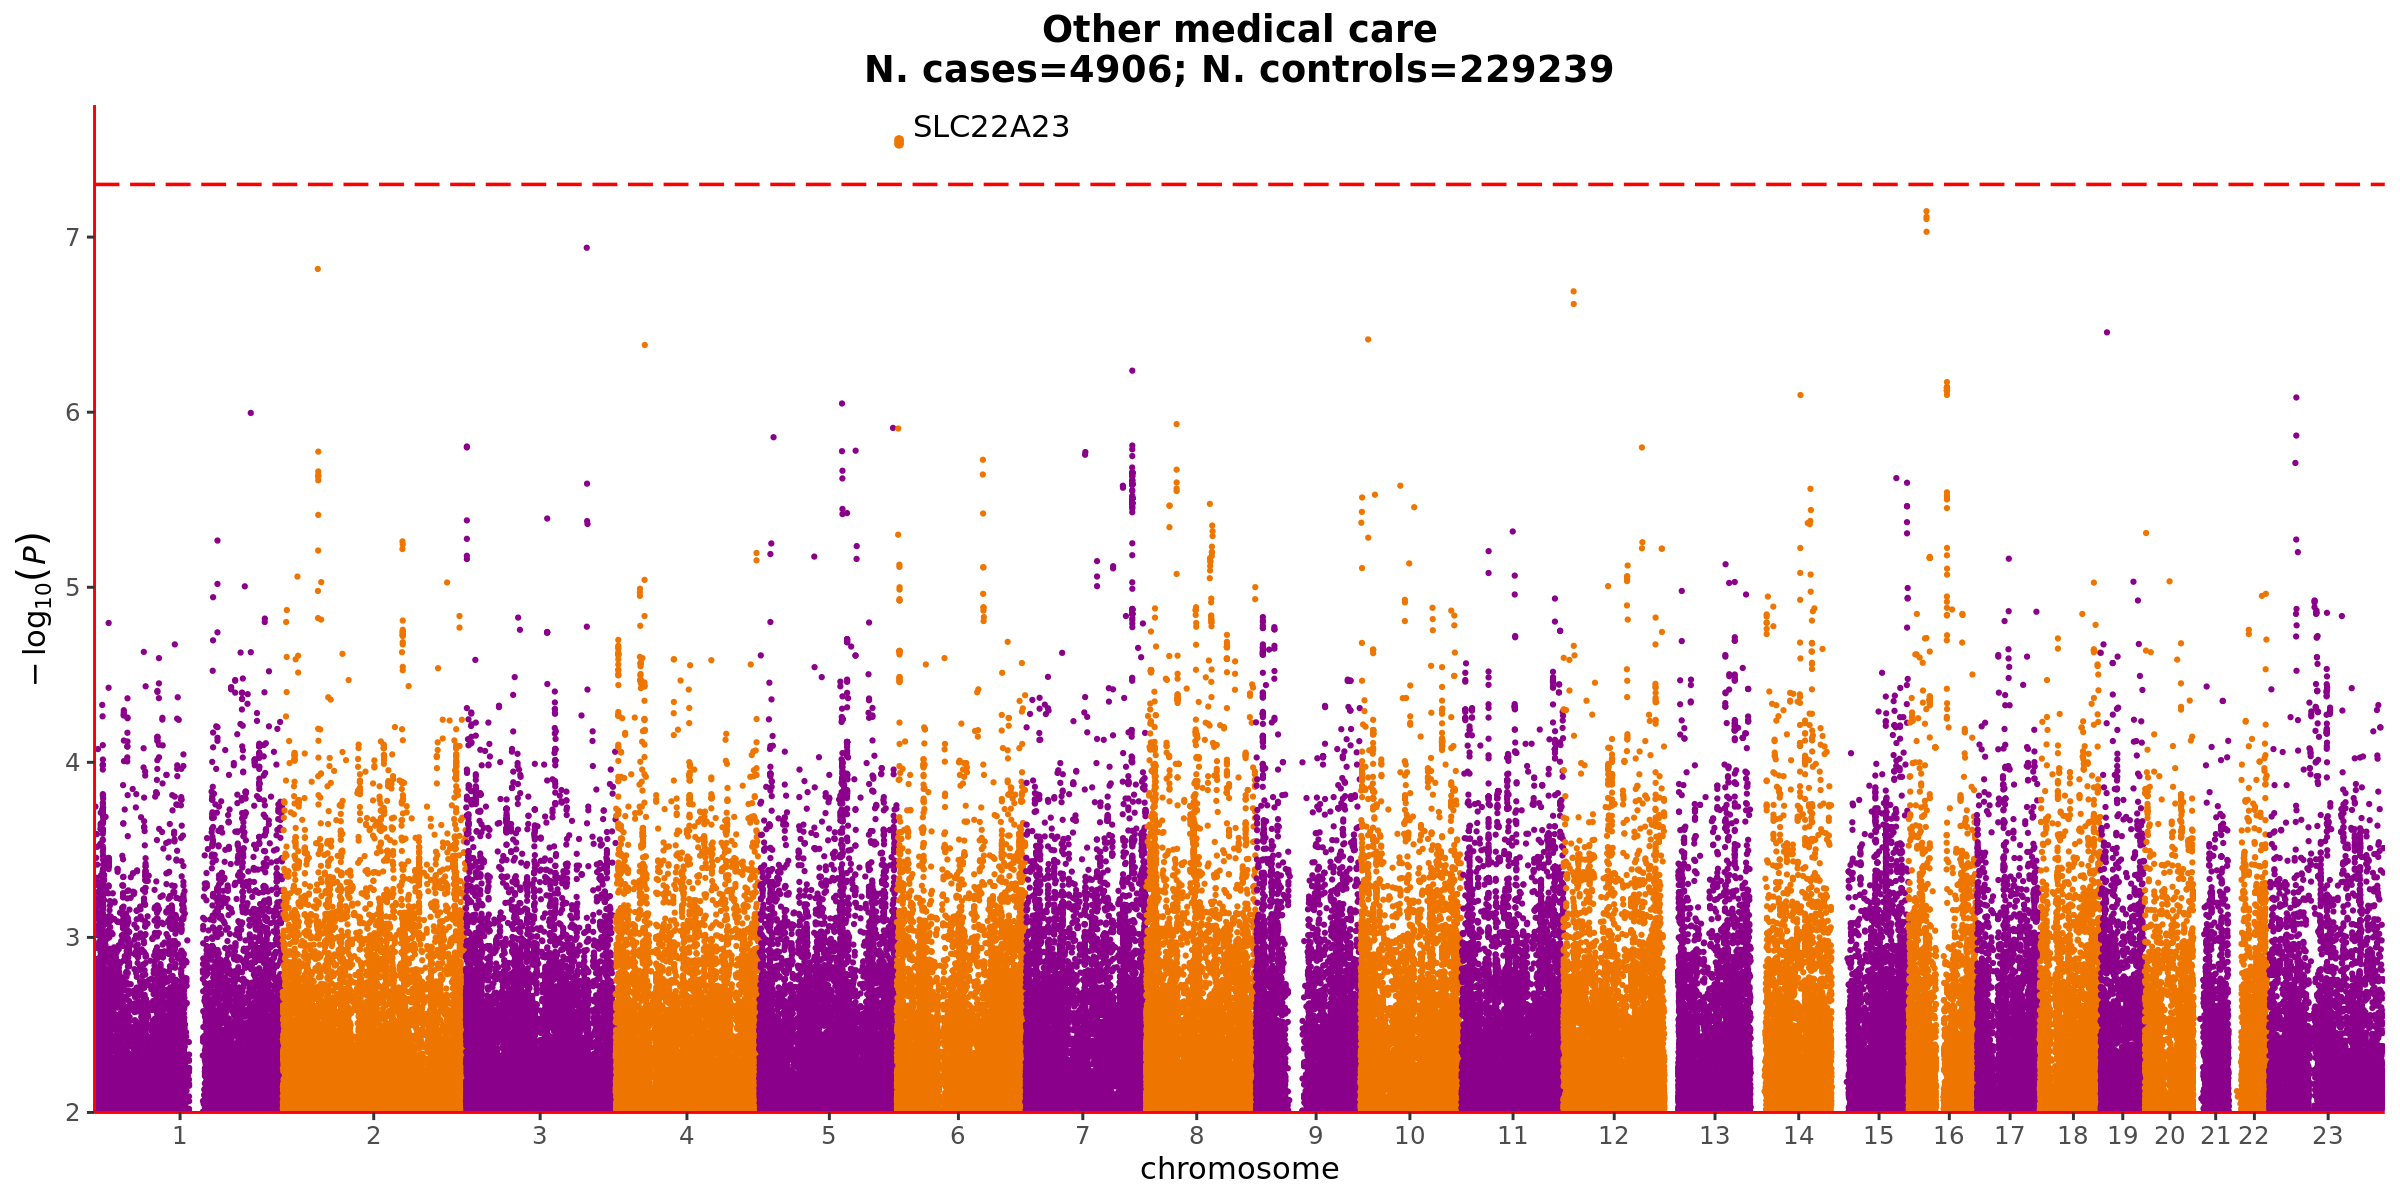 Other medical care
N. cases=4906; N. controls=229239
SLC22A23
7
6
5
4
3
2
−log₁₀(P)
1 2 3 4 5 6 7 8 9 10 11 12 13 14 15 16 17 18 19 20 21 22 23
chromosome